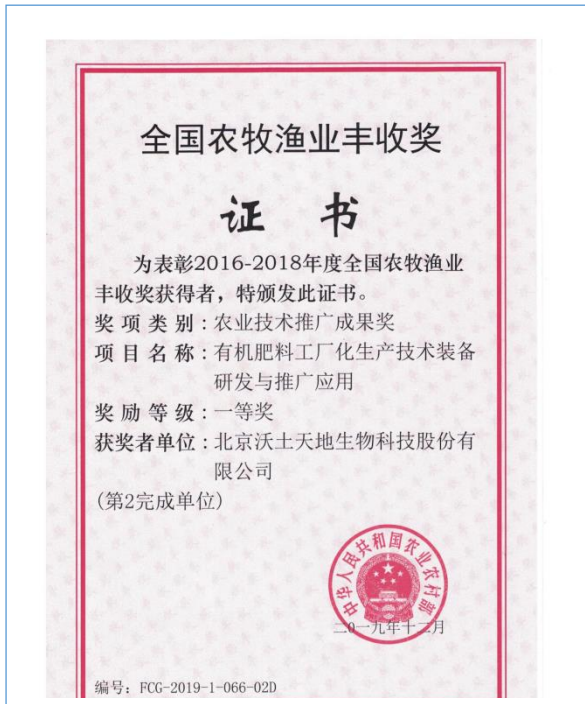 全国农牧渔业丰收奖
证 书
为表彰2016-2018年度全国农牧渔业
丰收奖获得者，特颁发此证书。
奖 项 类 别：农业技术推广成果奖
项 目 名 称：有机肥料工厂化生产技术装备
研发与推广应用
奖 励 等 级：一等奖
获奖者单位：北京沃土天地生物科技股份有
限公司
(第2完成单位)
中华人民共和国农业农村部
二0一九年十二月
编号：FCG-2019-1-066-02D